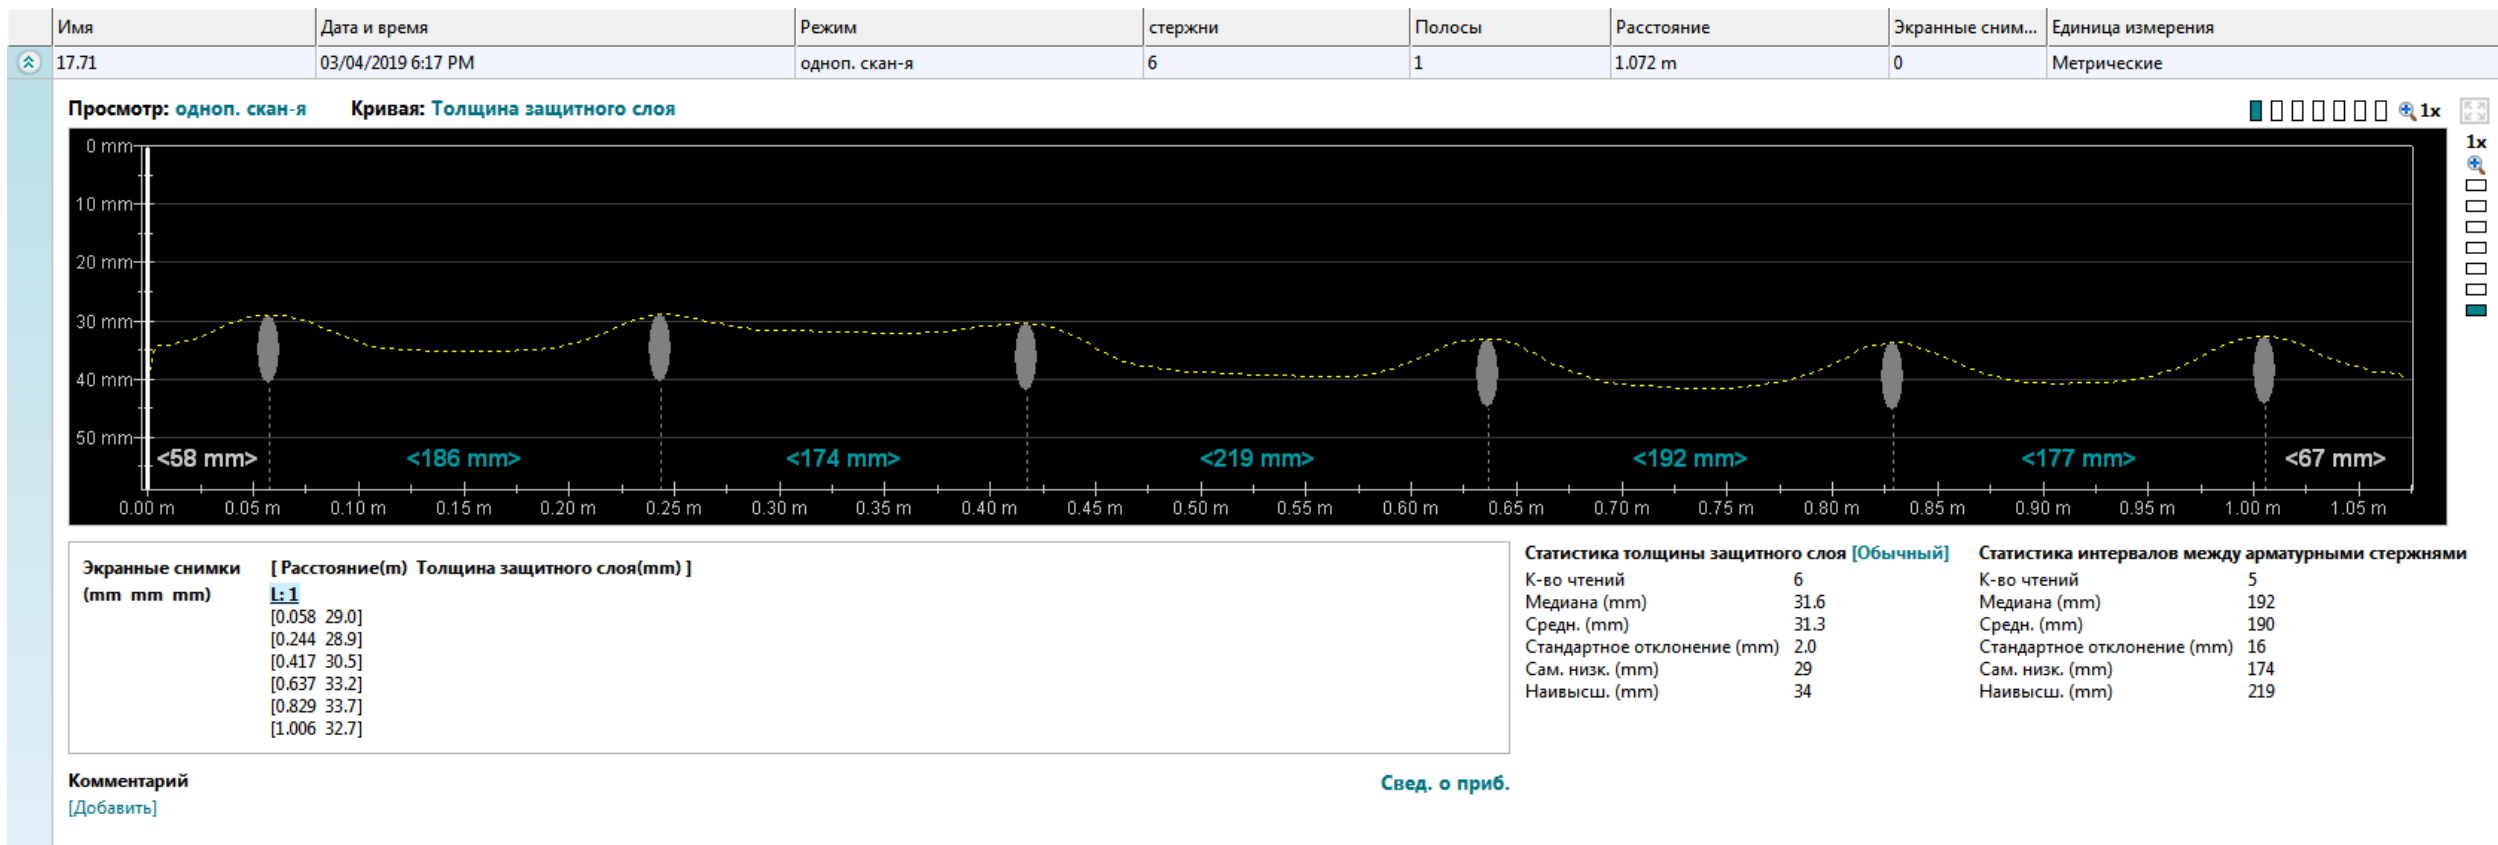 Имя Дата и время Режим стержни Полосы Расстояние Экранные сним... Единица измерения
17.71 03/04/2019 6:17 PM одноп. скан-я 6 1 1.072 m 0 Метрические
Просмотр: одноп. скан-я Кривая: Толщина защитного слоя 1x
1x
0 mm
10 mm
20 mm
30 mm
40 mm
50 mm
<58 mm> <186 mm> <174 mm> <219 mm> <192 mm> <177 mm> <67 mm>
0.00 m 0.05 m 0.10 m 0.15 m 0.20 m 0.25 m 0.30 m 0.35 m 0.40 m 0.45 m 0.50 m 0.55 m 0.60 m 0.65 m 0.70 m 0.75 m 0.80 m 0.85 m 0.90 m 0.95 m 1.00 m 1.05 m
Экранные снимки [ Расстояние(m) Толщина защитного слоя(mm) ]
(mm mm mm) L: 1
[0.058 29.0]
[0.244 28.9]
[0.417 30.5]
[0.637 33.2]
[0.829 33.7]
[1.006 32.7]
Статистика толщины защитного слоя [Обычный]
К-во чтений 6
Медиана (mm) 31.6
Средн. (mm) 31.3
Стандартное отклонение (mm) 2.0
Сам. низк. (mm) 29
Наивысш. (mm) 34
Статистика интервалов между арматурными стержнями
К-во чтений 5
Медиана (mm) 192
Средн. (mm) 190
Стандартное отклонение (mm) 16
Сам. низк. (mm) 174
Наивысш. (mm) 219
Комментарий Свед. о приб.
[Добавить]